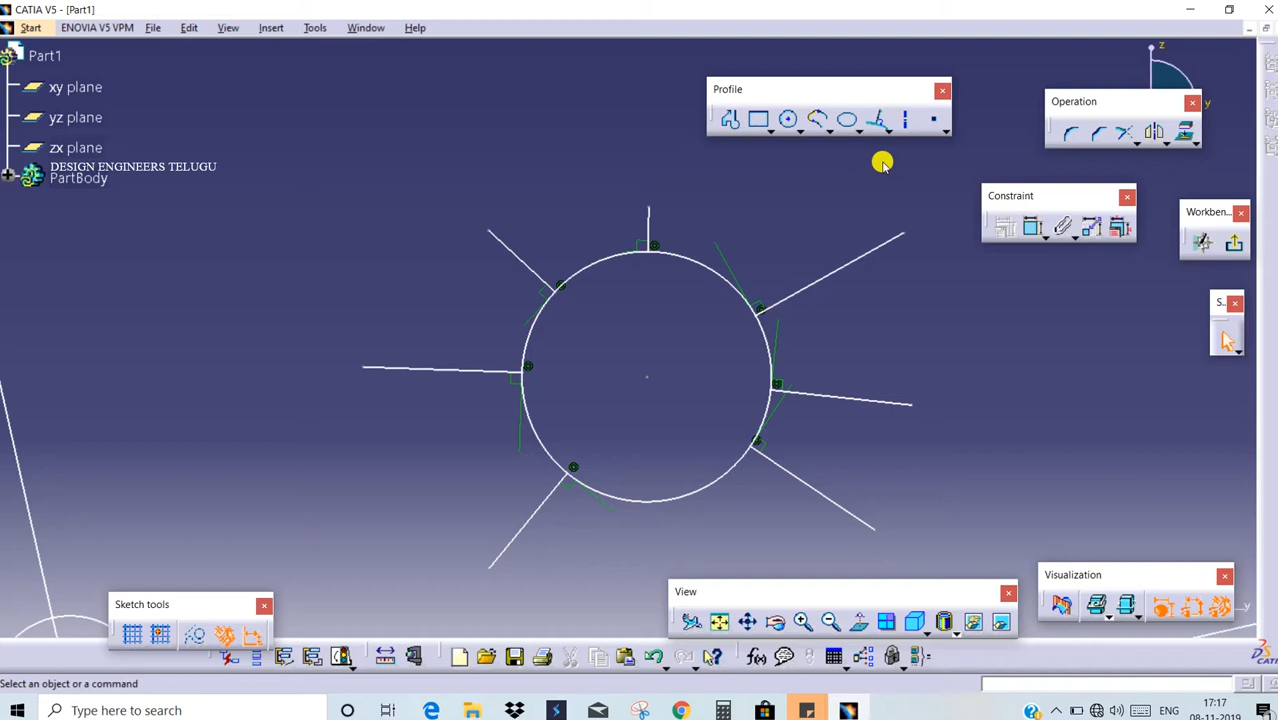 CATIA V5 - [Part1]
Start ENOVIA V5 VPM File Edit View Insert Tools Window Help
Part1
xy plane
yz plane
zx plane
DESIGN ENGINEERS TELUGU
PartBody
Profile
Operation
Constraint
Workben...
S..
z
y
Sketch tools
View
Visualization
y
f(x)
CATIA
Select an object or a command
Type here to search
17:17
08-11-2019